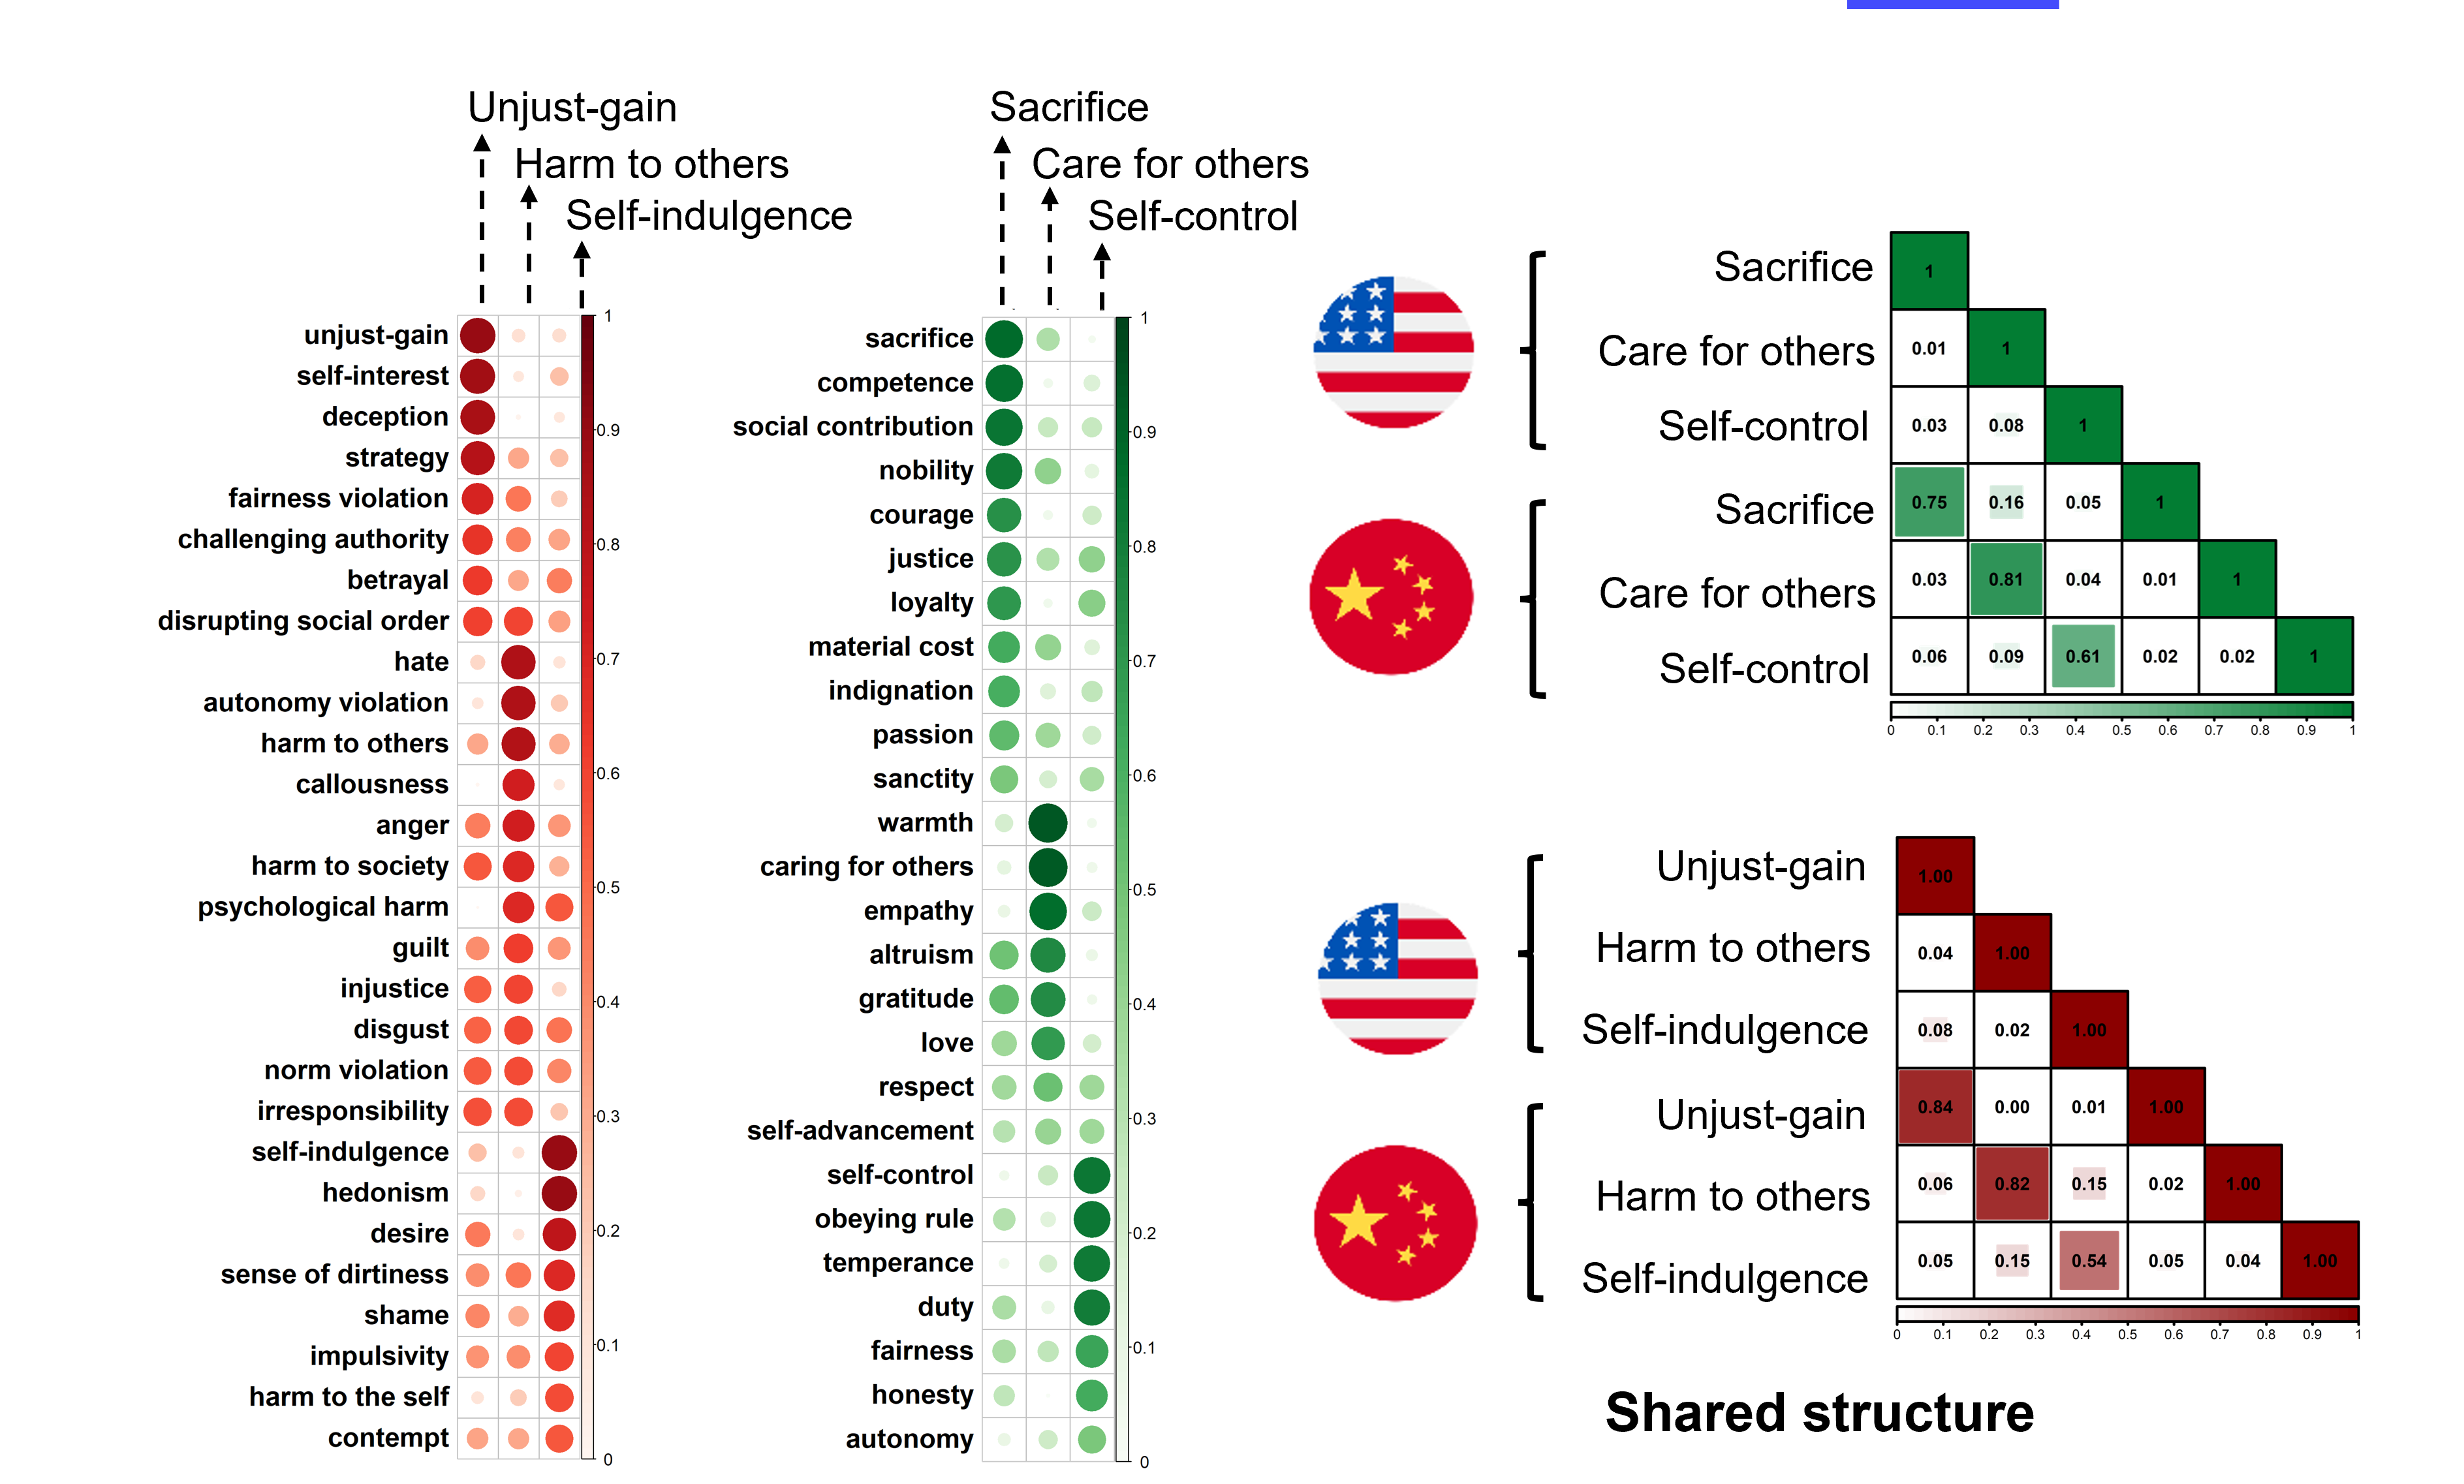 Unjust-gain
Harm to others
Self-indulgence
unjust-gain
self-interest
deception
strategy
fairness violation
challenging authority
betrayal
disrupting social order
hate
autonomy violation
harm to others
callousness
anger
harm to society
psychological harm
guilt
injustice
disgust
norm violation
irresponsibility
self-indulgence
hedonism
desire
sense of dirtiness
shame
impulsivity
harm to the self
contempt
1
0.9
0.8
0.7
0.6
0.5
0.4
0.3
0.2
0.1
0
Sacrifice
Care for others
Self-control
sacrifice
competence
social contribution
nobility
courage
justice
loyalty
material cost
indignation
passion
sanctity
warmth
caring for others
empathy
altruism
gratitude
love
respect
self-advancement
self-control
obeying rule
temperance
duty
fairness
honesty
autonomy
1
0.9
0.8
0.7
0.6
0.5
0.4
0.3
0.2
0.1
0
Sacrifice 1
Care for others 0.01 1
Self-control 0.03 0.08 1
Sacrifice 0.75 0.16 0.05 1
Care for others 0.03 0.81 0.04 0.01 1
Self-control 0.06 0.09 0.61 0.02 0.02 1
0 0.1 0.2 0.3 0.4 0.5 0.6 0.7 0.8 0.9 1
Unjust-gain 1.00
Harm to others 0.04 1.00
Self-indulgence 0.08 0.02 1.00
Unjust-gain 0.84 0.00 0.01 1.00
Harm to others 0.06 0.82 0.15 0.02 1.00
Self-indulgence 0.05 0.15 0.54 0.05 0.04 1.00
0 0.1 0.2 0.3 0.4 0.5 0.6 0.7 0.8 0.9 1
Shared structure